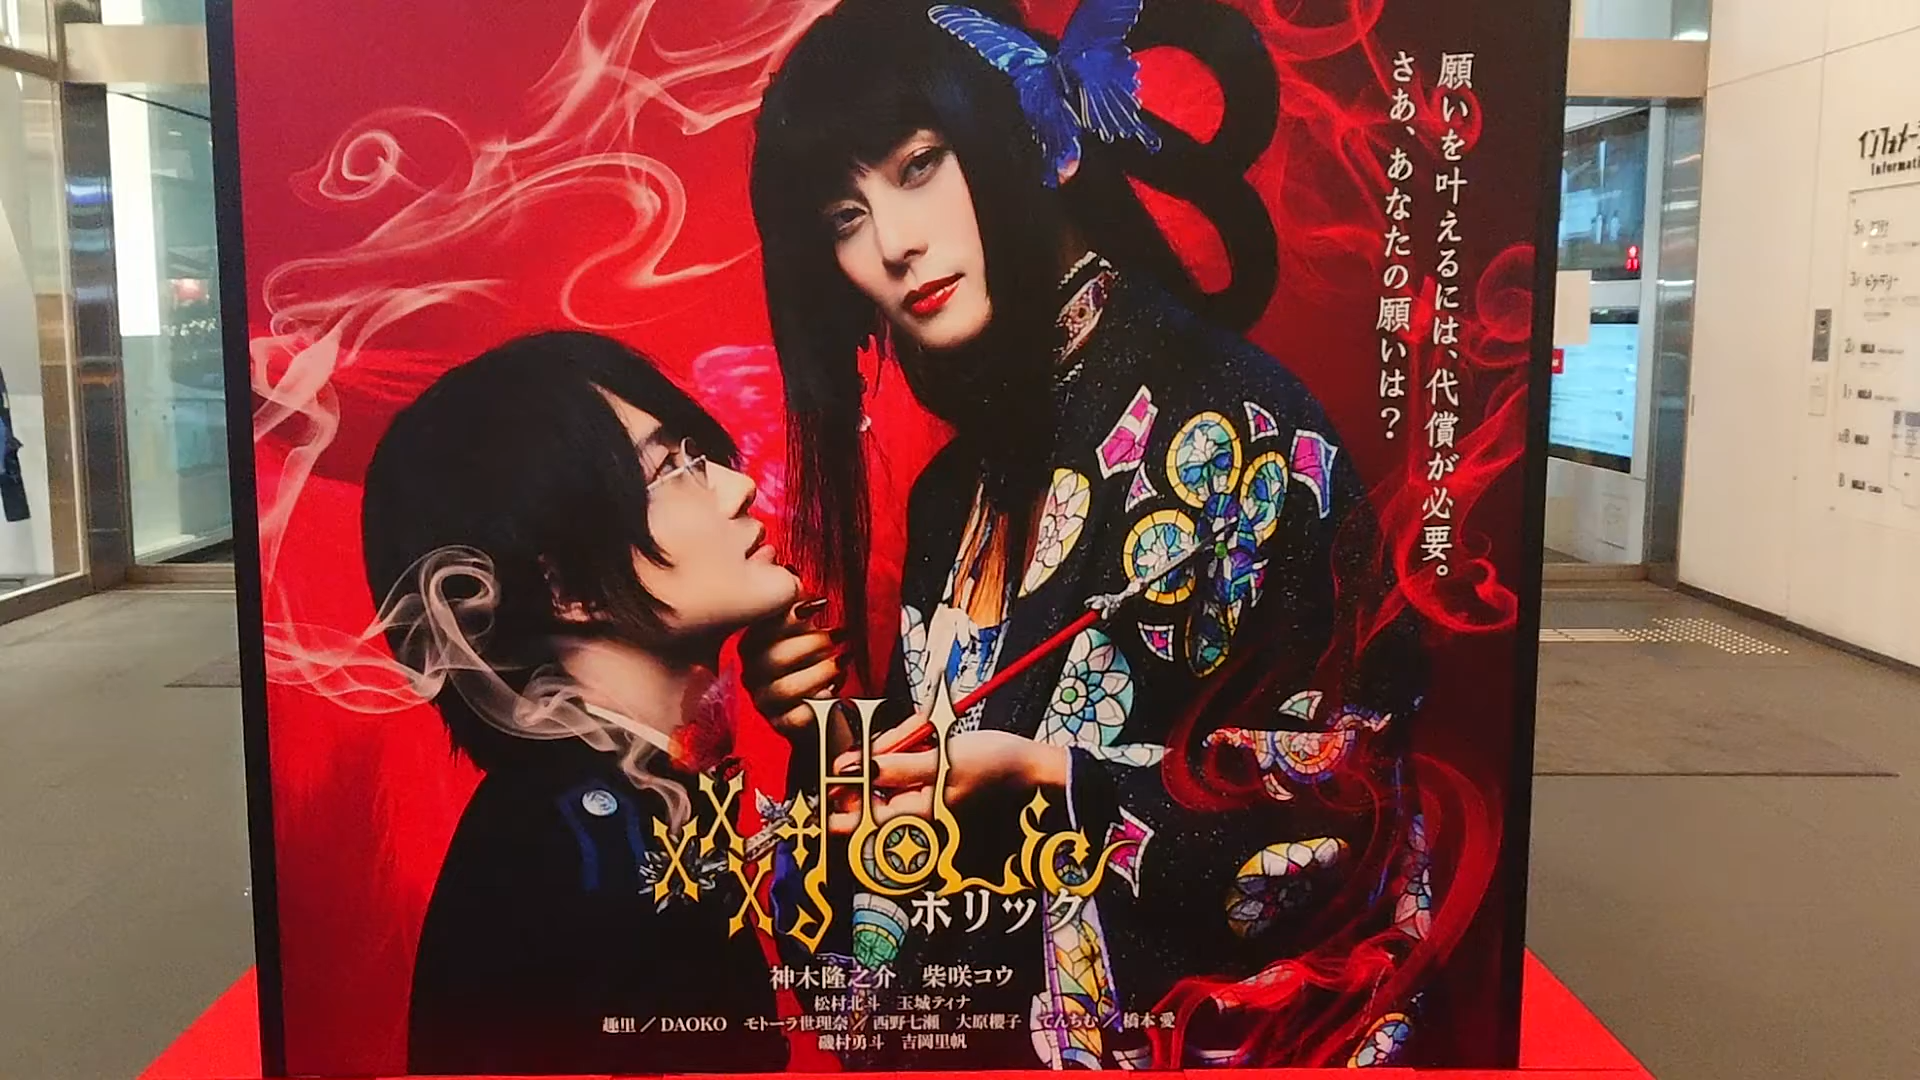 願いを叶えるには、代償が必要。
さあ、あなたの願いは?
xxxHOLiC
ホリック
神木隆之介 柴咲コウ
松村北斗 玉城ティナ
趣里/DAOKO モトーラ世理奈/西野七瀬 大原櫻子 てんちむ/橋本愛
磯村勇斗 吉岡里帆
インフォメー
Informati